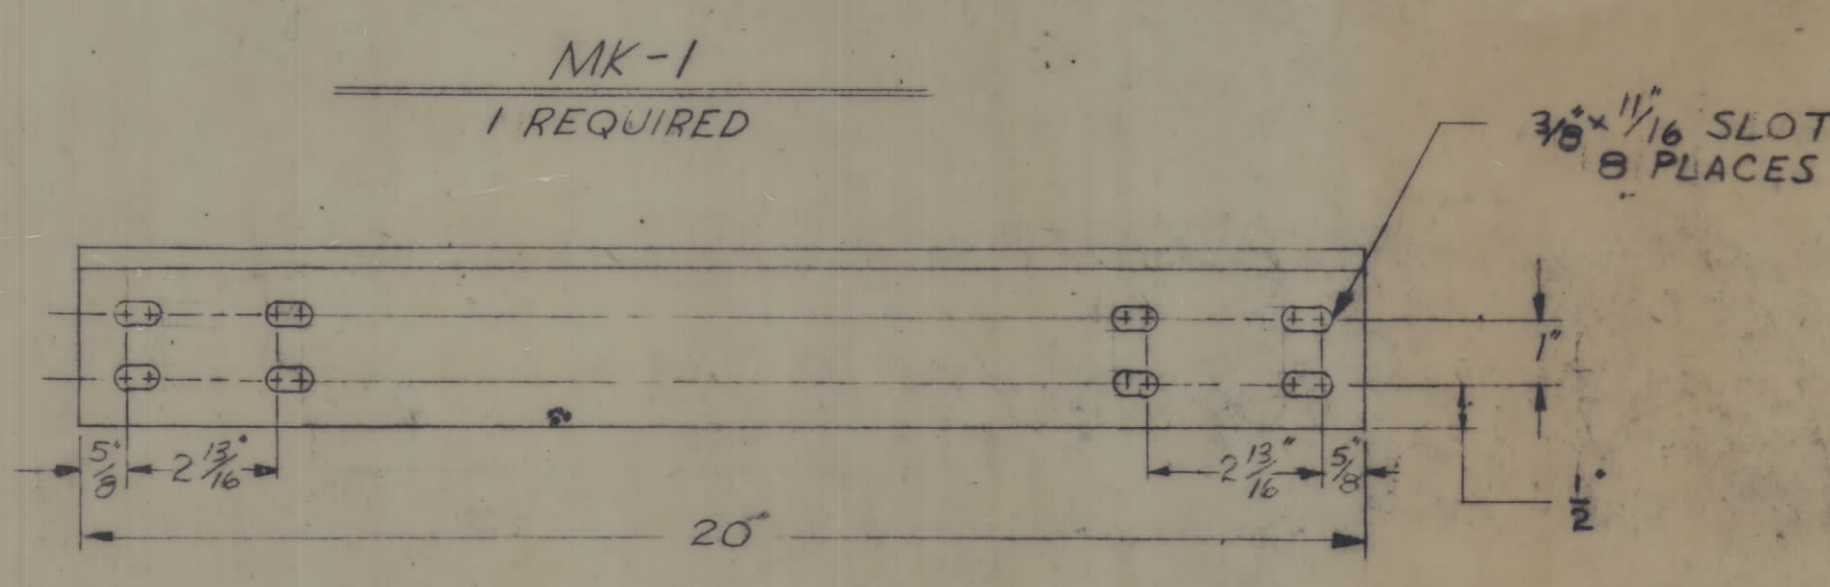 MK-1
1 REQUIRED
3/8" x 11/16" SLOT
8 PLACES
1"
5/8"
2 13/16"
2 13/16"
5/8"
1/2"
20"